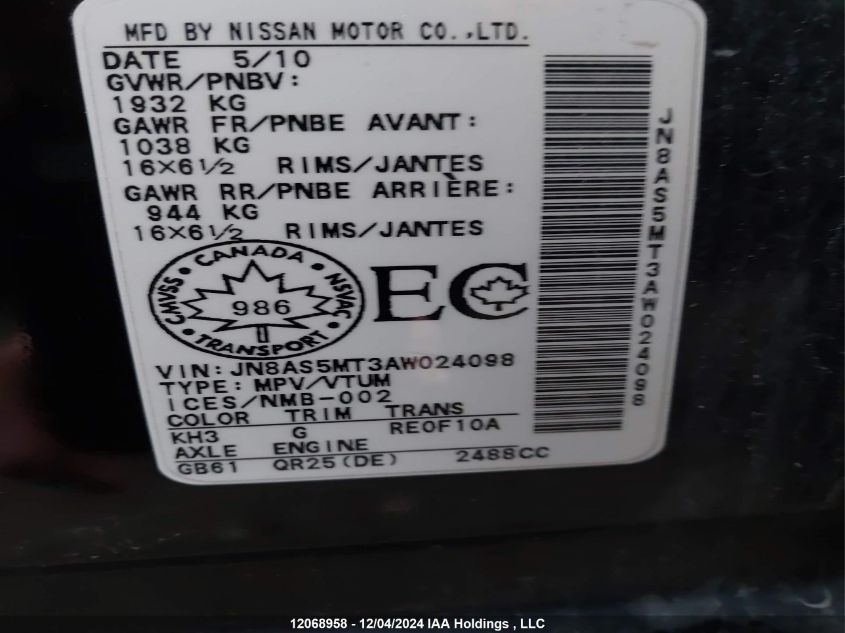 MFD BY NISSAN MOTOR CO.,LTD.
DATE 5/10
GVWR/PNBV:
1932 KG
GAWR FR/PNBE AVANT:
1038 KG
16X6½ RIMS/JANTES
GAWR RR/PNBE ARRIÈRE:
944 KG
16X6½ RIMS/JANTES
CANADA
CMVSS
NSVAC
986
TRANSPORT
EC
VIN: JN8AS5MT3AW024098
TYPE: MPV/VTUM
ICES/NMB-002
COLOR TRIM TRANS
KH3 G RE0F10A
AXLE ENGINE
GB61 QR25(DE) 2488CC
JN8AS5MT3AW024098
12068958 - 12/04/2024 IAA Holdings , LLC